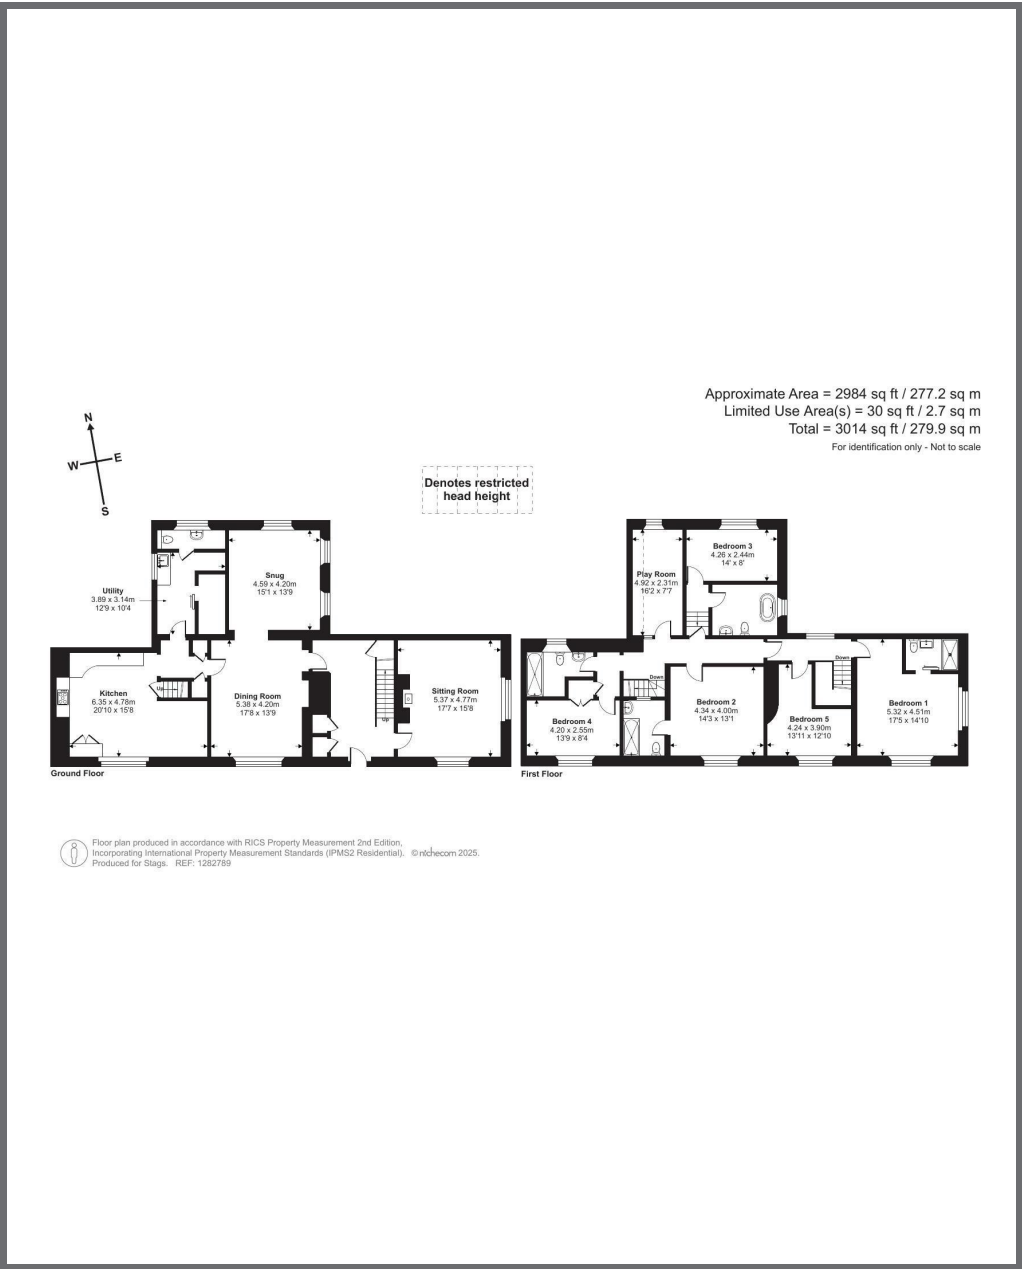 Approximate Area = 2984 sq ft / 277.2 sq m
Limited Use Area(s) = 30 sq ft / 2.7 sq m
Total = 3014 sq ft / 279.9 sq m
For identification only - Not to scale
N
W
E
S
Denotes restricted
head height
Utility
3.89 x 3.14m
12'9 x 10'4
Snug
4.59 x 4.20m
15'1 x 13'9
Kitchen
6.35 x 4.78m
20'10 x 15'8
Up
Dining Room
5.38 x 4.20m
17'8 x 13'9
Up
Sitting Room
5.37 x 4.77m
17'7 x 15'8
Ground Floor
Play Room
4.92 x 2.31m
16'2 x 7'7
Bedroom 3
4.26 x 2.44m
14' x 8'
Down
Bedroom 4
4.20 x 2.55m
13'9 x 8'4
Bedroom 2
4.34 x 4.00m
14'3 x 13'1
Bedroom 5
4.24 x 3.90m
13'11 x 12'10
Down
Bedroom 1
5.32 x 4.51m
17'5 x 14'10
First Floor
Floor plan produced in accordance with RICS Property Measurement 2nd Edition,
Incorporating International Property Measurement Standards (IPMS2 Residential). © ntchecom 2025.
Produced for Stags. REF: 1282789